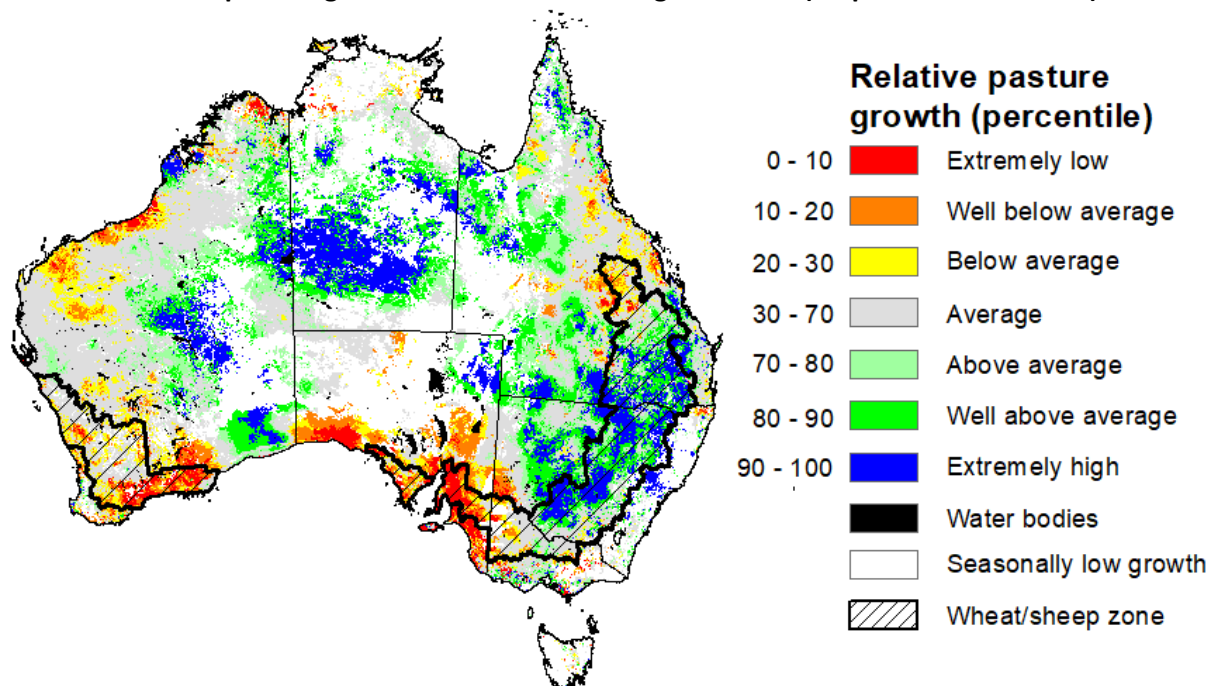 Relative pasture
growth (percentile)
0 - 10 Extremely low
10 - 20 Well below average
20 - 30 Below average
30 - 70 Average
70 - 80 Above average
80 - 90 Well above average
90 - 100 Extremely high
Water bodies
Seasonally low growth
Wheat/sheep zone